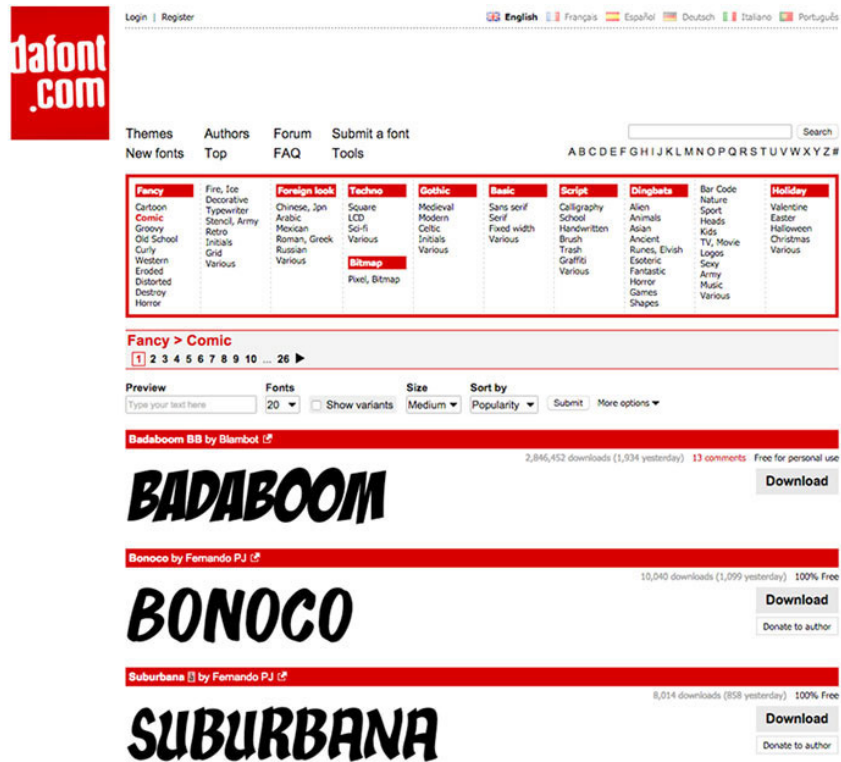 dafont
.com
Login | Register
English Français Español Deutsch Italiano Português
Themes Authors Forum Submit a font
Search
New fonts Top FAQ Tools
A B C D E F G H I J K L M N O P Q R S T U V W X Y Z #
Fancy
Cartoon
Comic
Groovy
Old School
Curly
Western
Eroded
Distorted
Destroy
Horror
Fire, Ice
Decorative
Typewriter
Stencil, Army
Retro
Initials
Grid
Various
Foreign look
Chinese, Jpn
Arabic
Mexican
Roman, Greek
Russian
Various
Techno
Square
LCD
Sci-fi
Various
Bitmap
Pixel, Bitmap
Gothic
Medieval
Modern
Celtic
Initials
Various
Basic
Sans serif
Serif
Fixed width
Various
Script
Calligraphy
School
Handwritten
Brush
Trash
Graffiti
Various
Dingbats
Alien
Animals
Asian
Ancient
Runes, Elvish
Esoteric
Fantastic
Horror
Games
Shapes
Bar Code
Nature
Sport
Heads
Kids
TV, Movie
Logos
Sexy
Army
Music
Various
Holiday
Valentine
Easter
Halloween
Christmas
Various
Fancy > Comic
1 2 3 4 5 6 7 8 9 10 ... 26
Preview Fonts Size Sort by
Type your text here 20 Show variants Medium Popularity Submit More options
Badaboom BB by Blambot
2,846,452 downloads (1,934 yesterday) 13 comments Free for personal use
BADABOOM
Download
Bonoco by Fernando PJ
10,040 downloads (1,099 yesterday) 100% Free
BONOCO
Download
Donate to author
Suburbana à by Fernando PJ
8,014 downloads (858 yesterday) 100% Free
SUBURBANA
Download
Donate to author